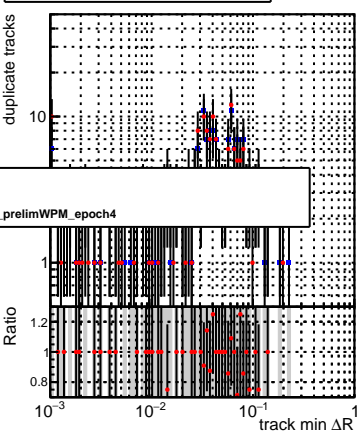 duplicate tracks
10
_prelimWPM_epoch4
1
Ratio
1.2
1
0.8
10⁻³ 10⁻² 10⁻¹ 1
track min ΔR